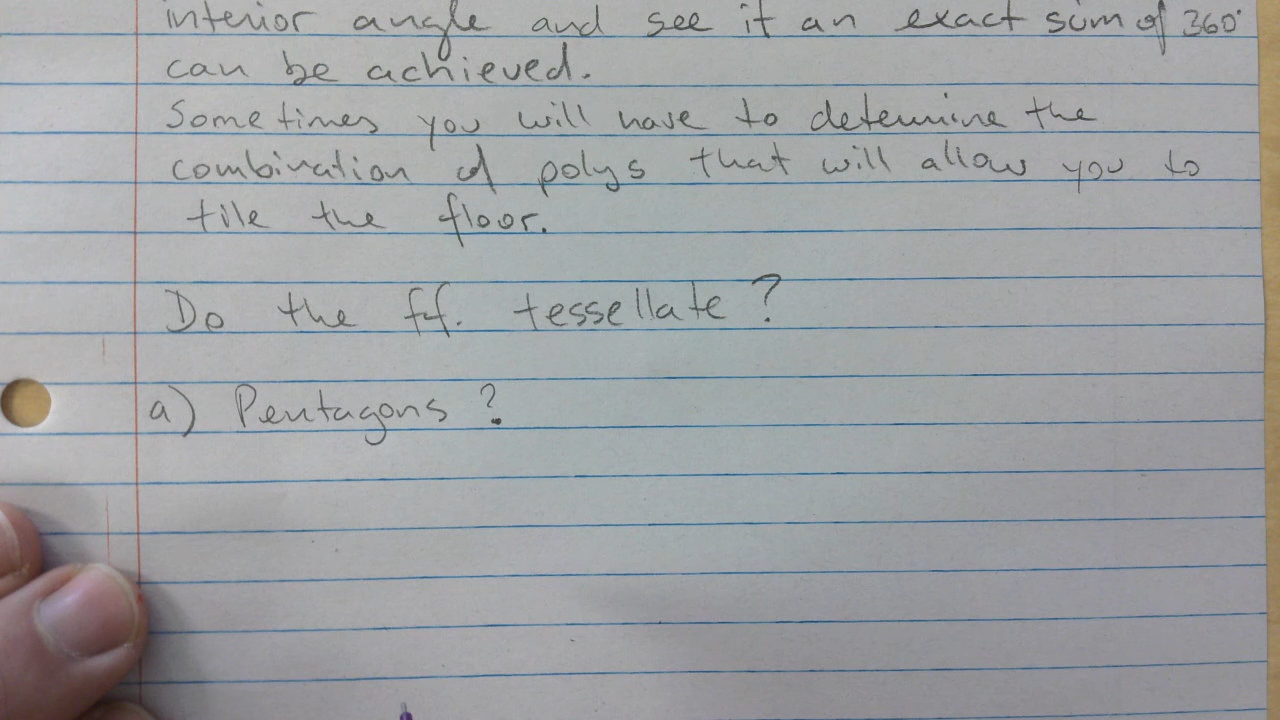 interior angle and see if an exact sum of 360°
can be achieved.
Sometimes you will have to determine the
combination of polys that will allow you to
tile the floor.
Do the ff. tessellate?
a) Pentagons?